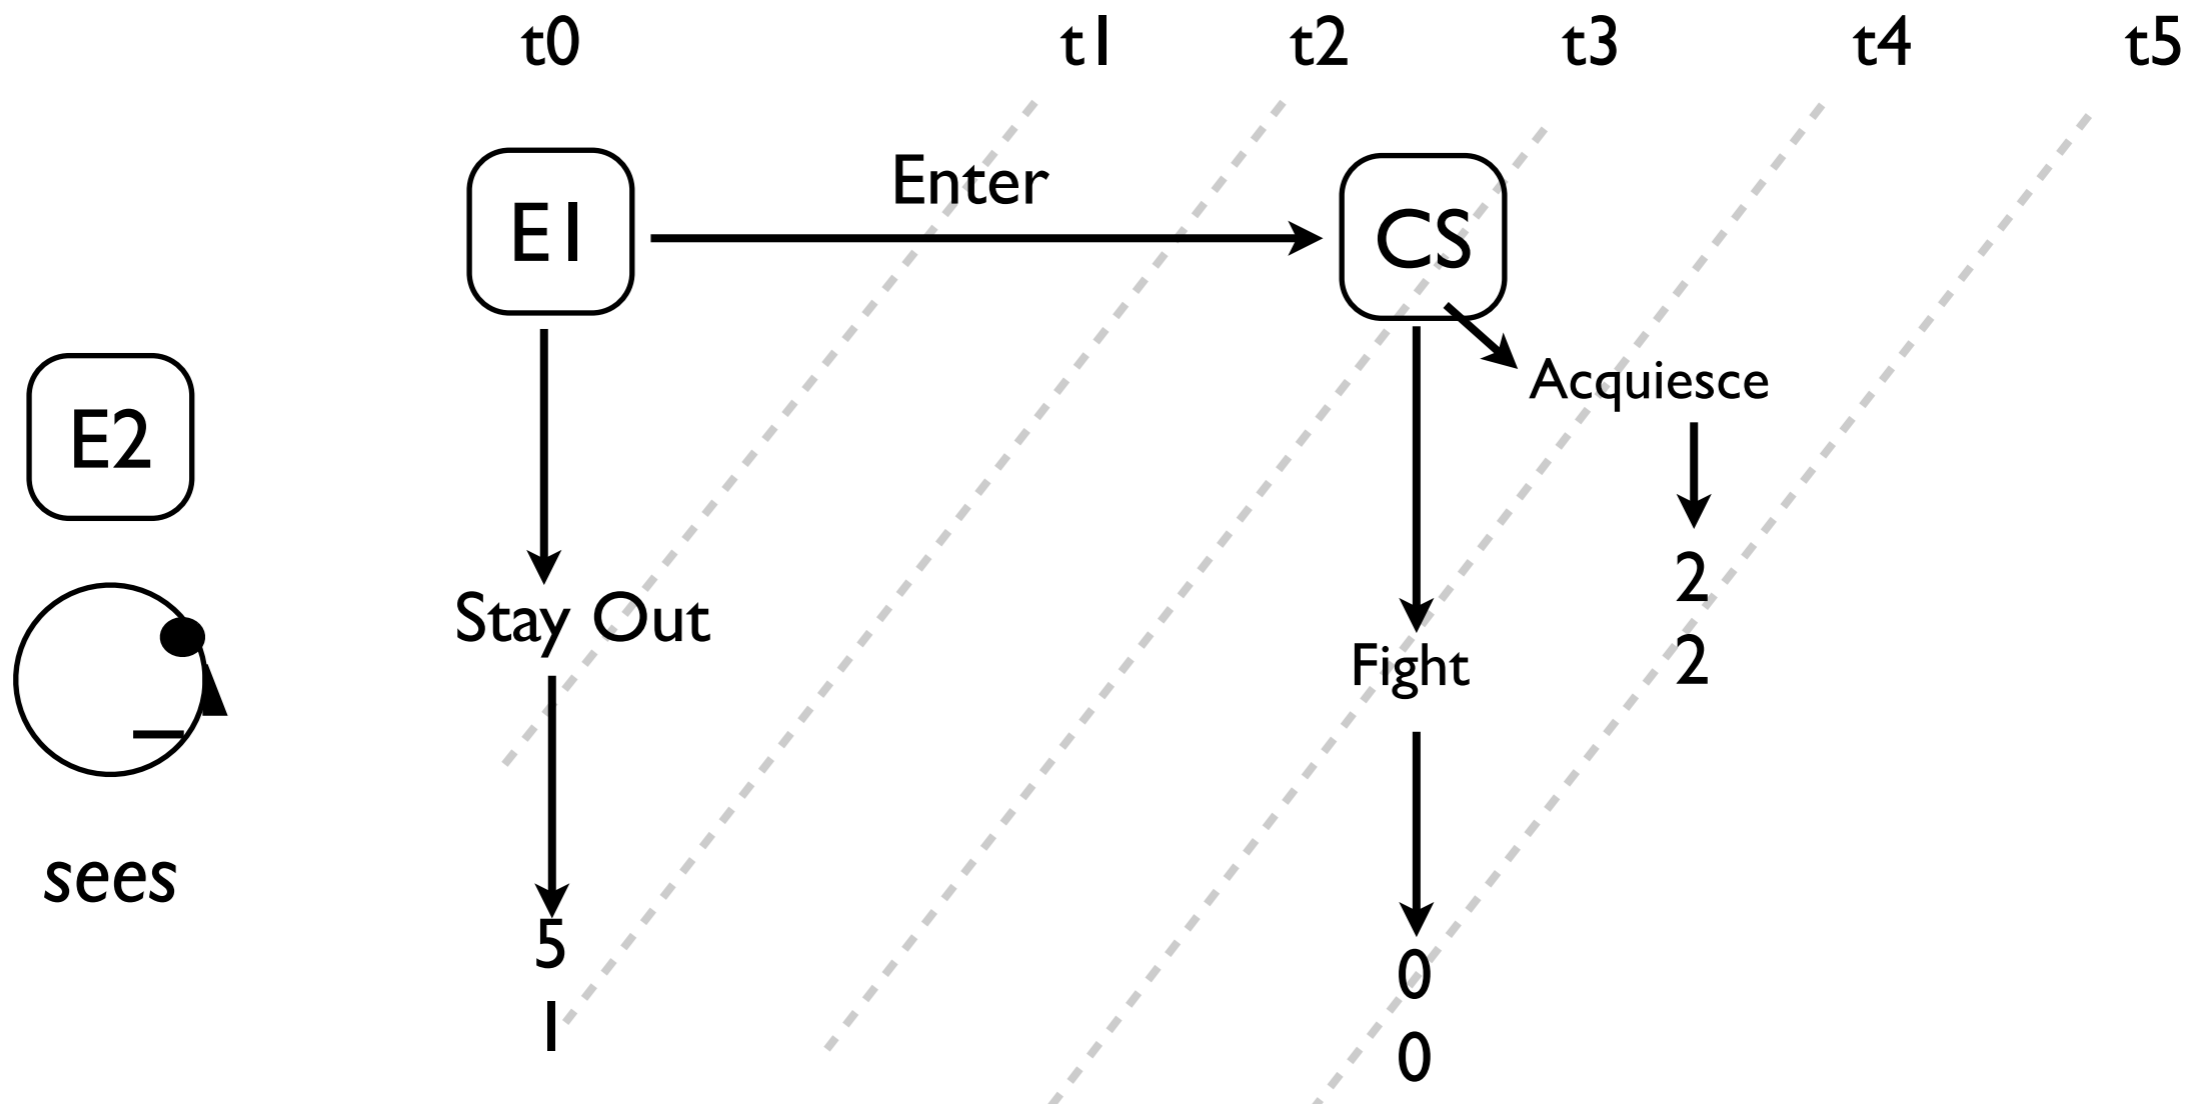 t0 t1 t2 t3 t4 t5
Enter
E1 CS
Acquiesce
E2
2
Stay Out
Fight 2
sees
5
0
1
0